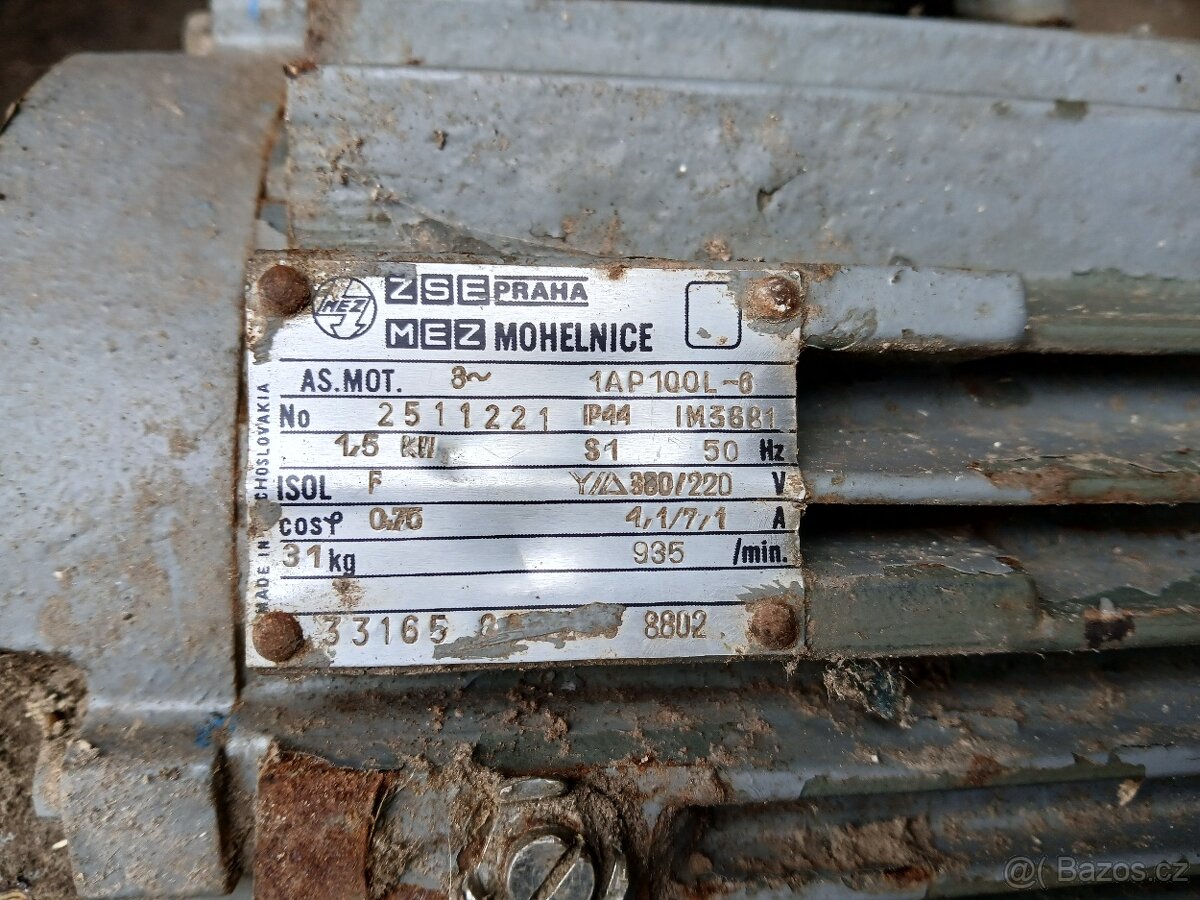 MEZ ZSE PRAHA
MEZ MOHELNICE
AS. MOT. 3~ 1AP100L-6
No 2511221 IP44 IM3681
1,5 KW S1 50 Hz
ISOL F Y/△ 380/220 V
cosφ 0,75 4,1/7,1 A
31 kg 935 /min.
33165 8802
MADE IN CHOSLOVAKIA
@( Bazos.cz